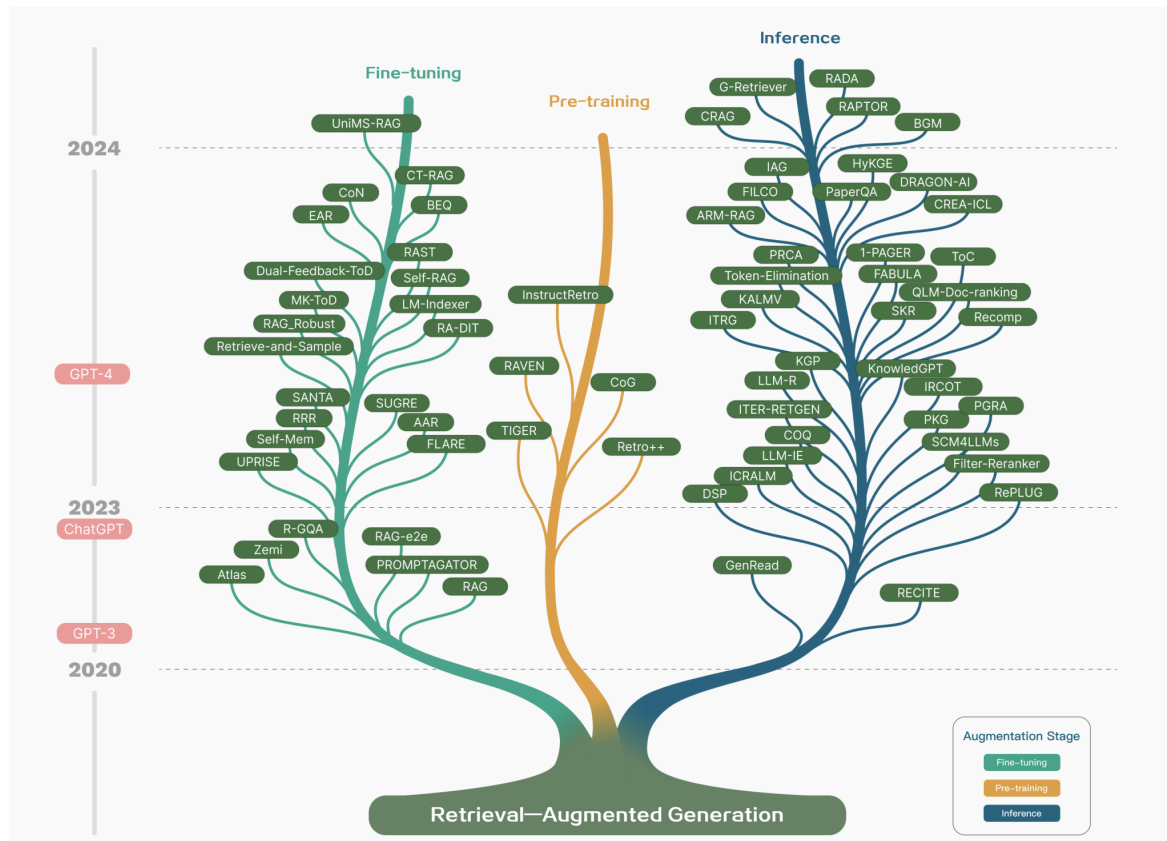 Inference
Fine-tuning
Pre-training
2024
2023
2020
GPT-4
ChatGPT
GPT-3
UniMS-RAG
CT-RAG
CoN
BEQ
EAR
RAST
Dual-Feedback-ToD
Self-RAG
MK-ToD
LM-Indexer
RAG_Robust
RA-DIT
Retrieve-and-Sample
SANTA
SUGRE
RRR
AAR
Self-Mem
FLARE
UPRISE
R-GQA
RAG-e2e
Zemi
PROMPTAGATOR
Atlas
RAG
InstructRetro
RAVEN
CoG
TIGER
Retro++
G-Retriever
RADA
CRAG
RAPTOR
BGM
IAG
HyKGE
FILCO
PaperQA
DRAGON-AI
ARM-RAG
CREA-ICL
PRCA
1-PAGER
ToC
Token-Elimination
FABULA
KALMV
QLM-Doc-ranking
ITRG
SKR
Recomp
KGP
KnowledGPT
LLM-R
IRCOT
ITER-RETGEN
PKG
PGRA
COQ
SCM4LLMs
LLM-IE
Filter-Reranker
ICRALM
DSP
RePLUG
GenRead
RECITE
Retrieval—Augmented Generation
Augmentation Stage
Fine-tuning
Pre-training
Inference